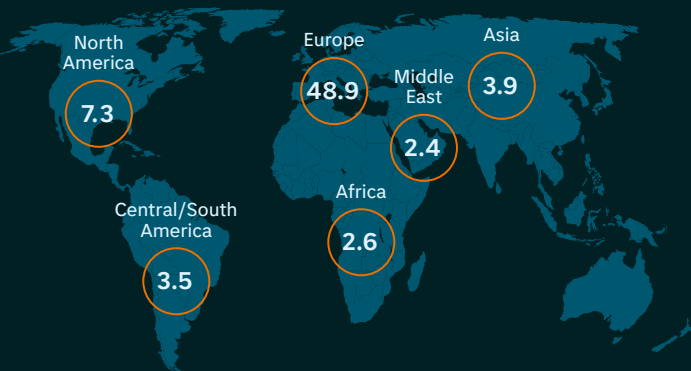 North
America
7.3
Europe
48.9
Asia
3.9
Middle
East
2.4
Africa
2.6
Central/South
America
3.5